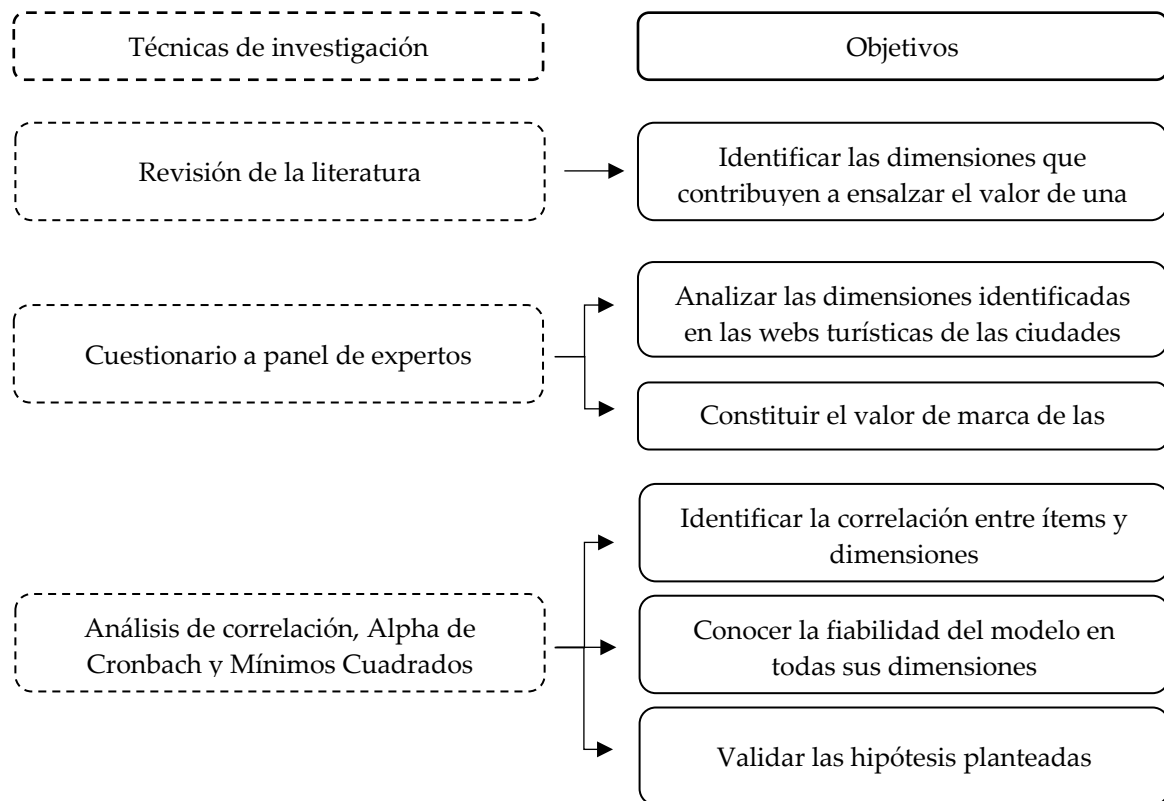 Técnicas de investigación
Objetivos
Revisión de la literatura
Identificar las dimensiones que
contribuyen a ensalzar el valor de una
Cuestionario a panel de expertos
Analizar las dimensiones identificadas
en las webs turísticas de las ciudades
Constituir el valor de marca de las
Análisis de correlación, Alpha de
Cronbach y Mínimos Cuadrados
Identificar la correlación entre ítems y
dimensiones
Conocer la fiabilidad del modelo en
todas sus dimensiones
Validar las hipótesis planteadas